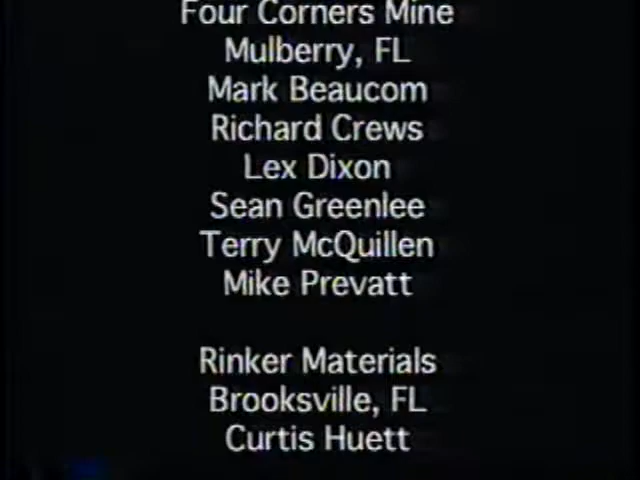 Four Corners Mine
Mulberry, FL
Mark Beaucom
Richard Crews
Lex Dixon
Sean Greenlee
Terry McQuillen
Mike Prevatt
Rinker Materials
Brooksville, FL
Curtis Huett